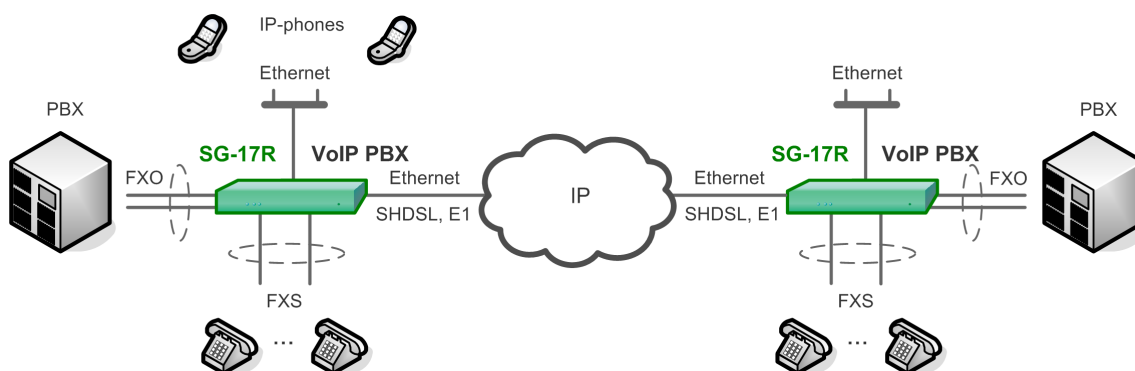 IP-phones
Ethernet
PBX
SG-17R VoIP PBX
FXO
Ethernet
SHDSL, E1
FXS
...
IP
Ethernet
PBX
SG-17R VoIP PBX
Ethernet
SHDSL, E1
FXO
FXS
...